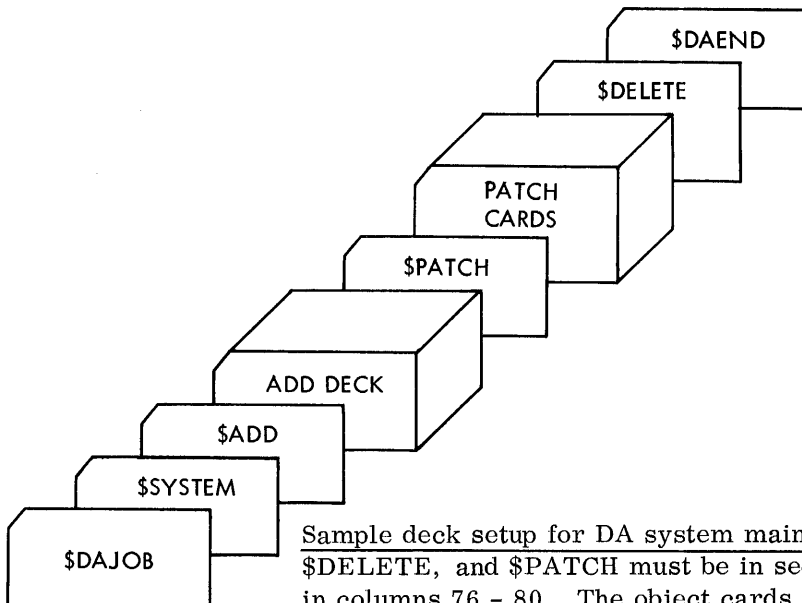 $DAEND
$DELETE
PATCH
CARDS
$PATCH
ADD DECK
$ADD
$SYSTEM
$DAJOB
Sample deck setup for DA system main
$DELETE, and $PATCH must be in se
in columns 76 - 80. The object cards